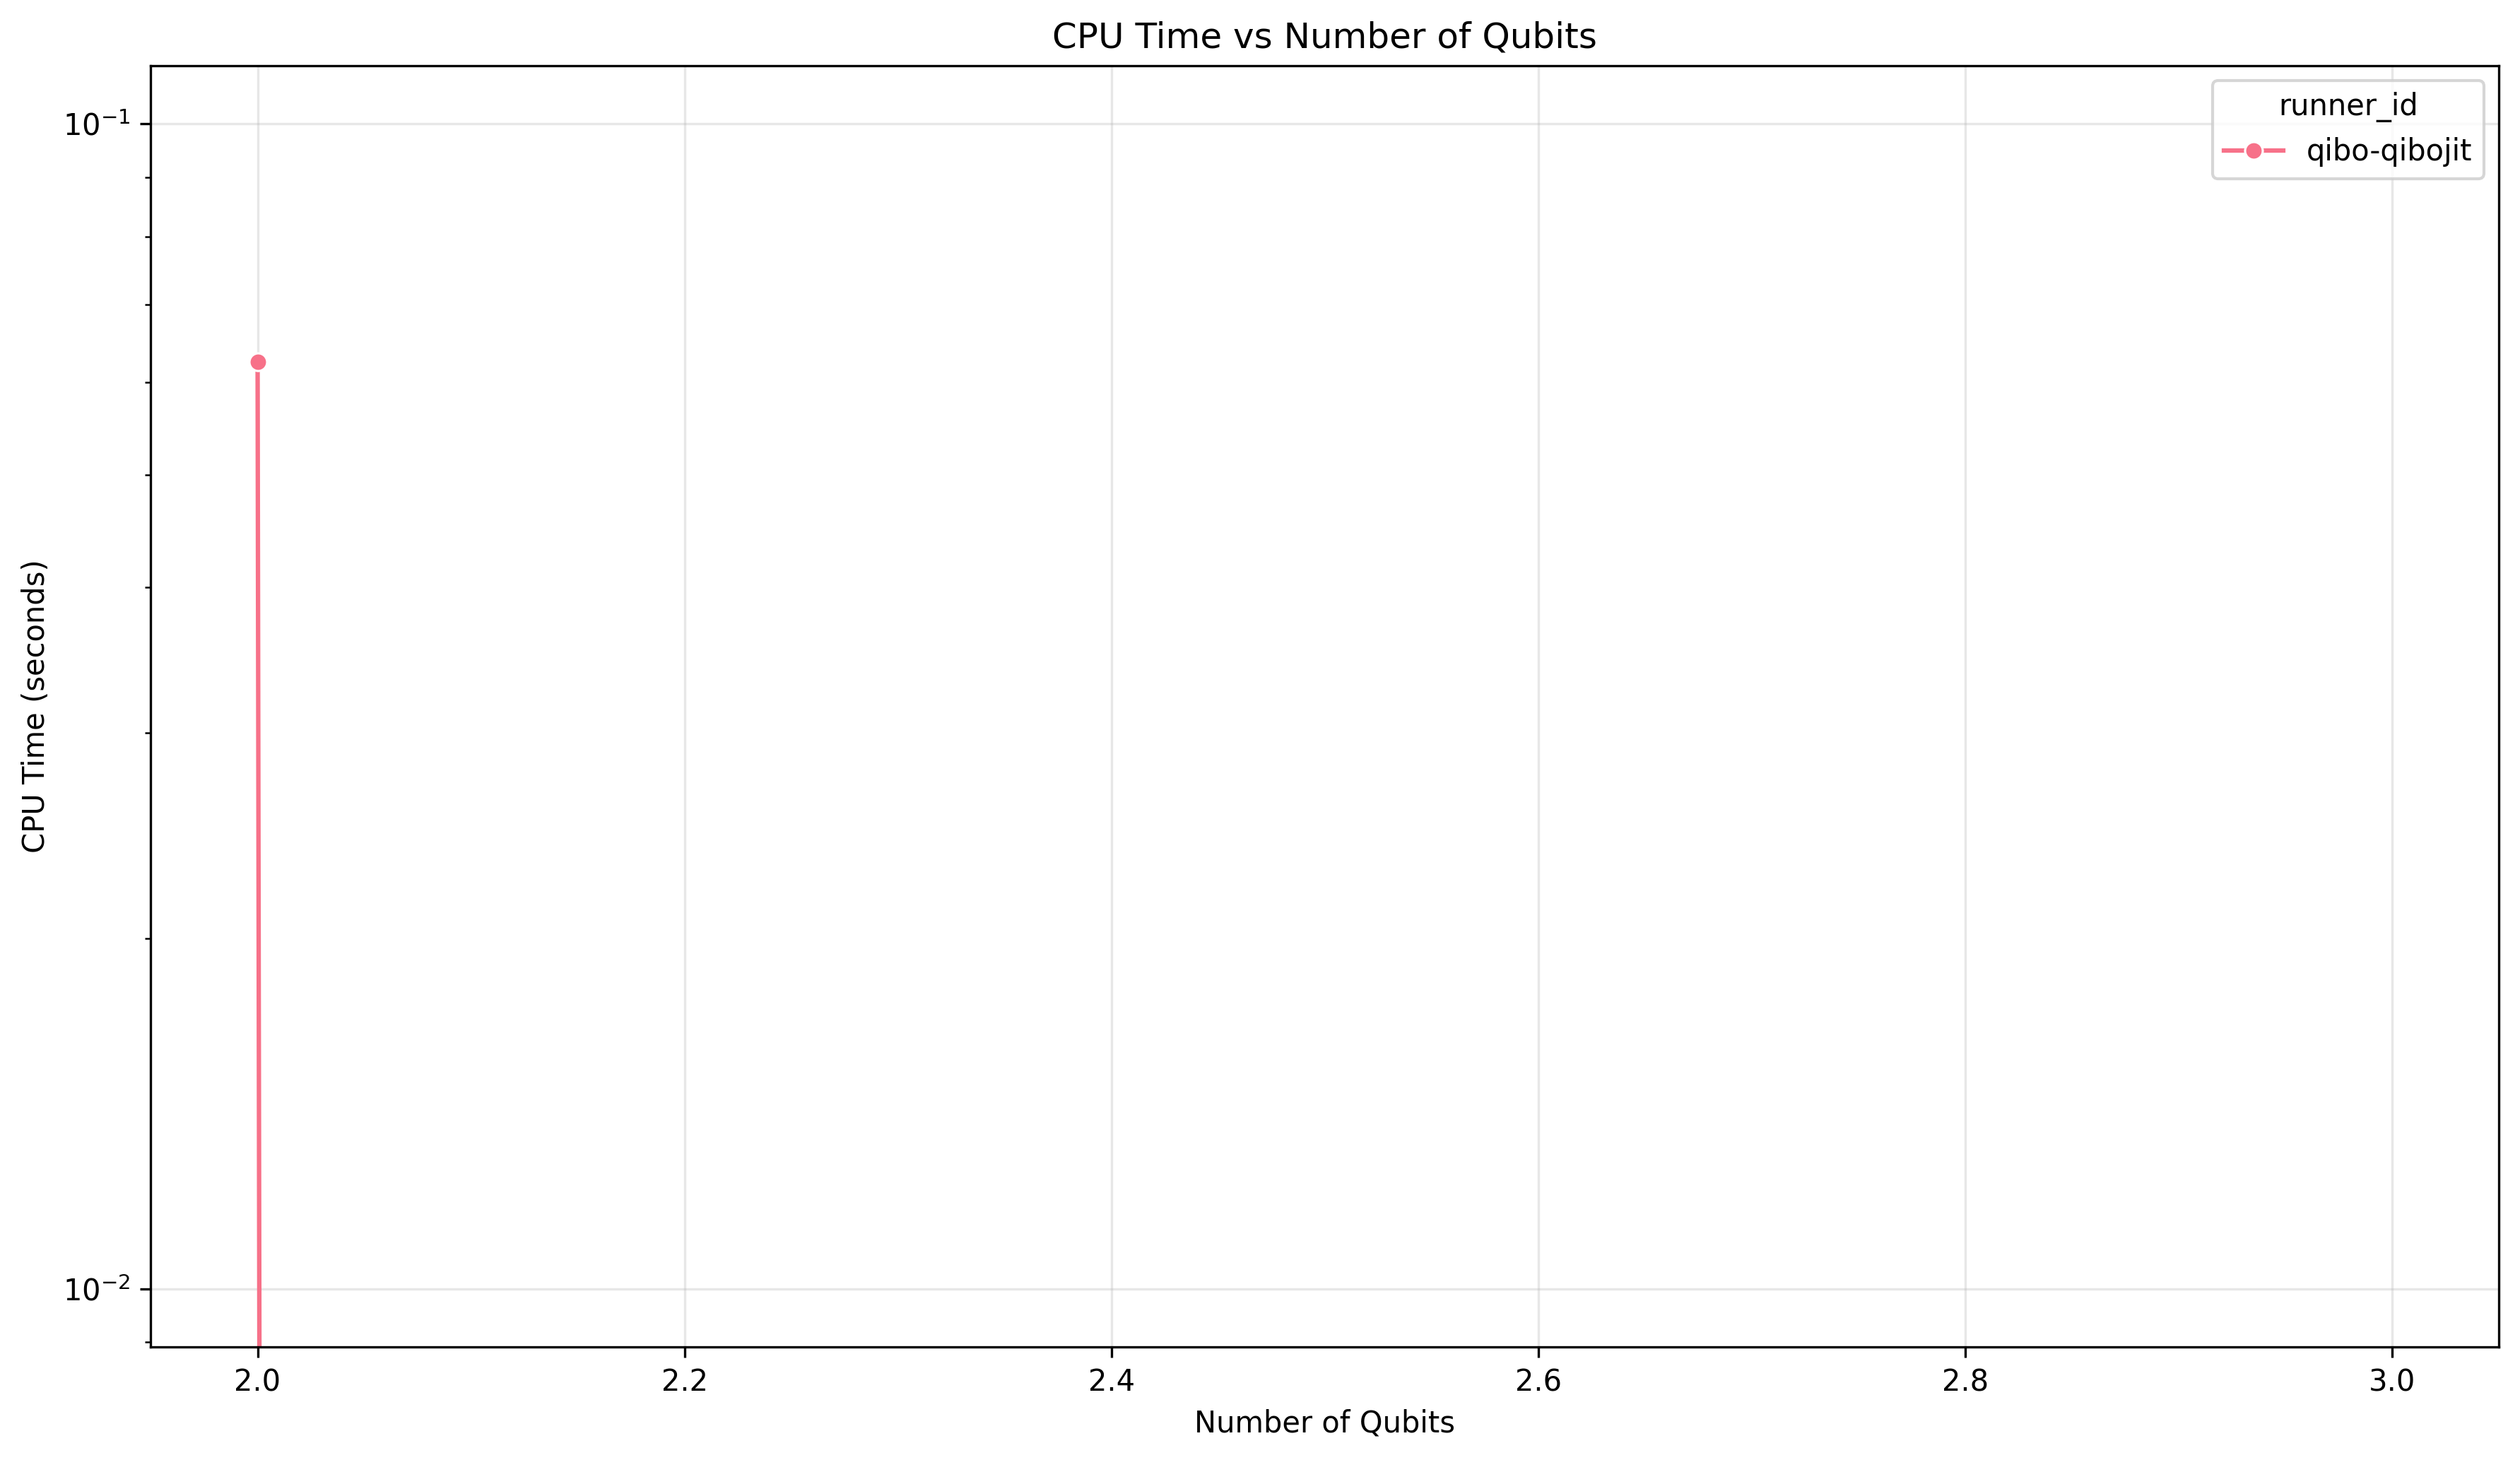 CPU Time vs Number of Qubits
runner_id
qibo-qibojit
10⁻¹
10⁻²
CPU Time (seconds)
2.0 2.2 2.4 2.6 2.8 3.0
Number of Qubits